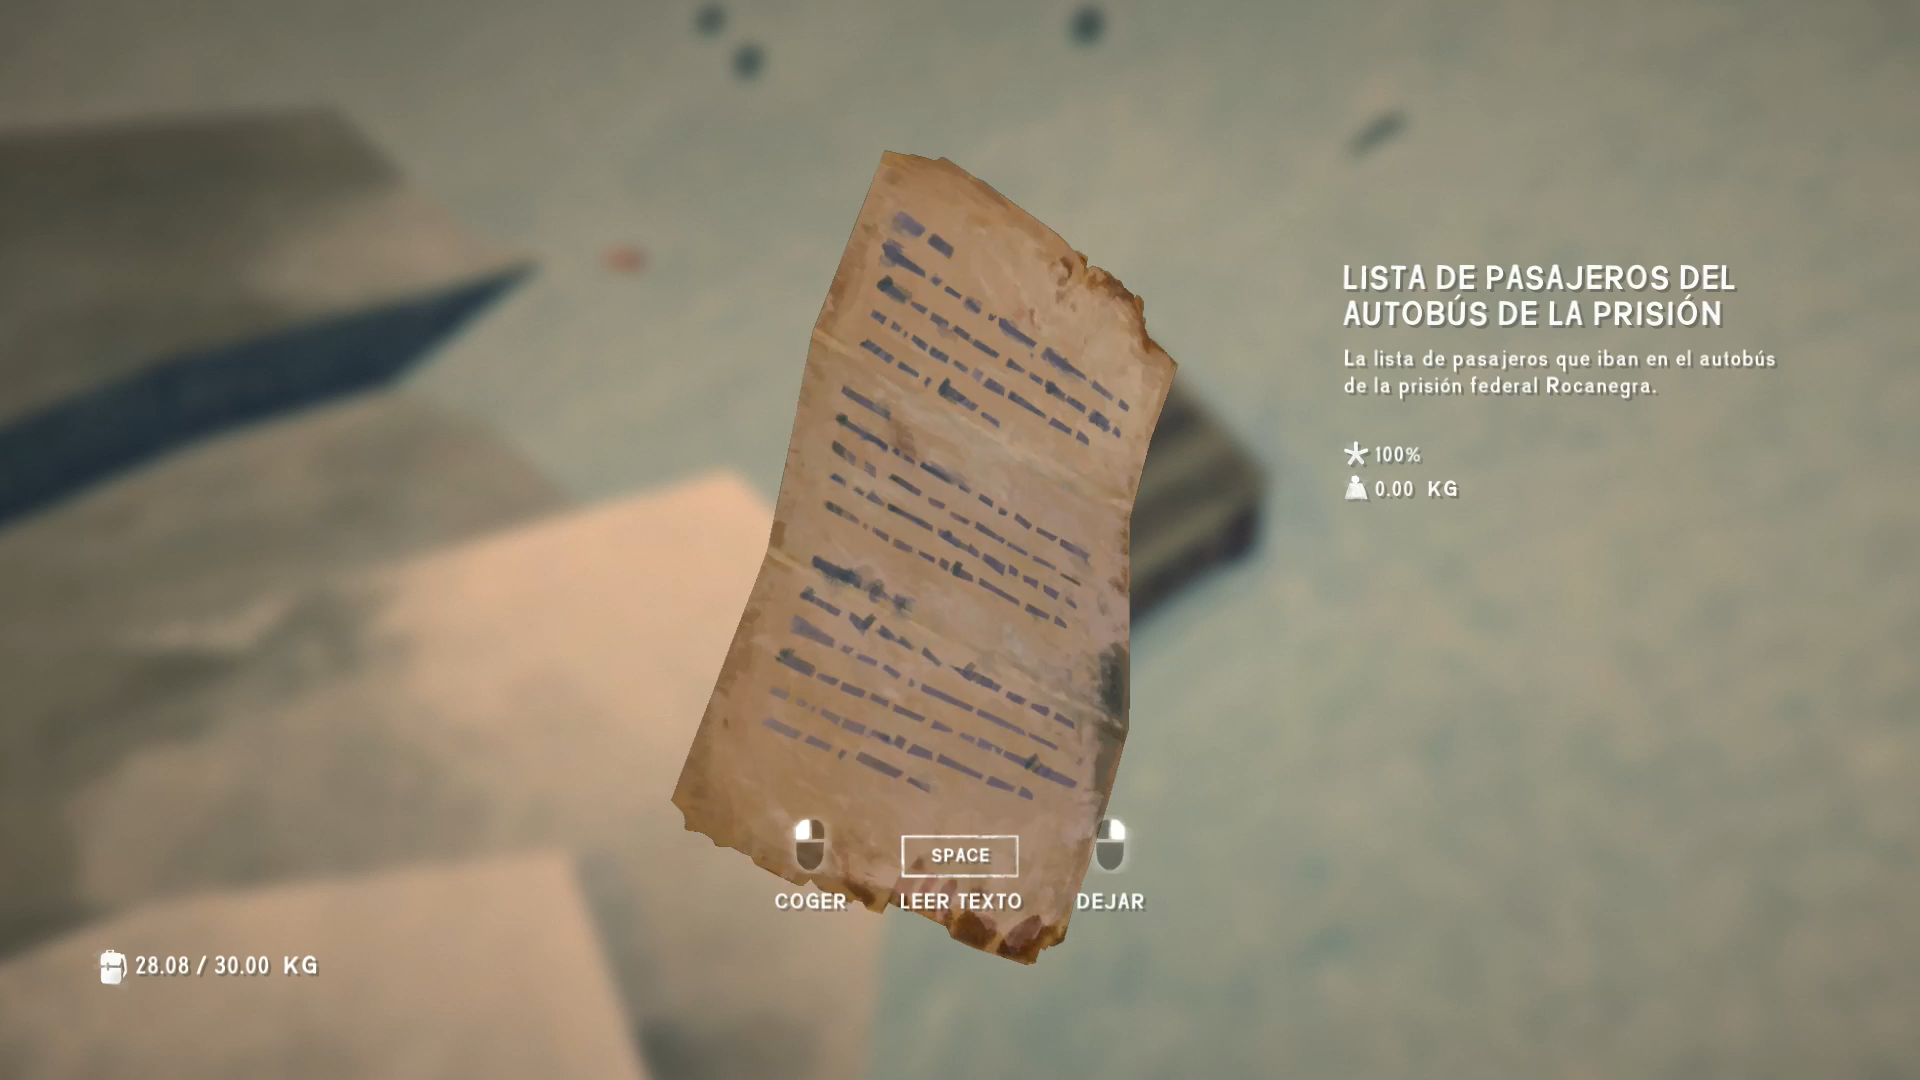 LISTA DE PASAJEROS DEL
AUTOBÚS DE LA PRISIÓN
La lista de pasajeros que iban en el autobús
de la prisión federal Rocanegra.
100%
0.00 KG
SPACE
COGER
LEER TEXTO
DEJAR
28.08 / 30.00 KG